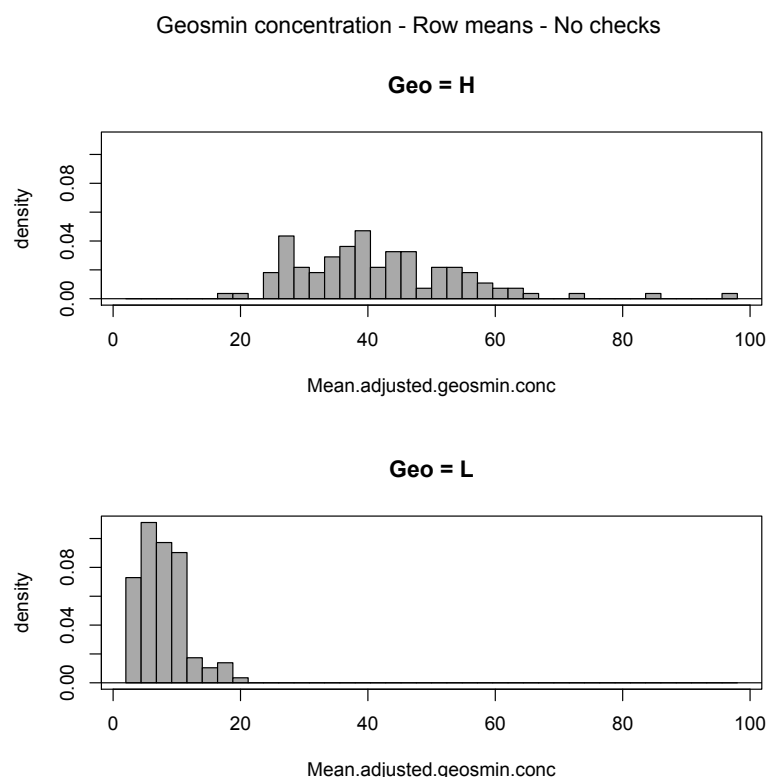 Geosmin concentration - Row means - No checks
Geo = H
density
0.00 0.04 0.08
0 20 40 60 80 100
Mean.adjusted.geosmin.conc
Geo = L
density
0.00 0.04 0.08
0 20 40 60 80 100
Mean.adjusted.geosmin.conc